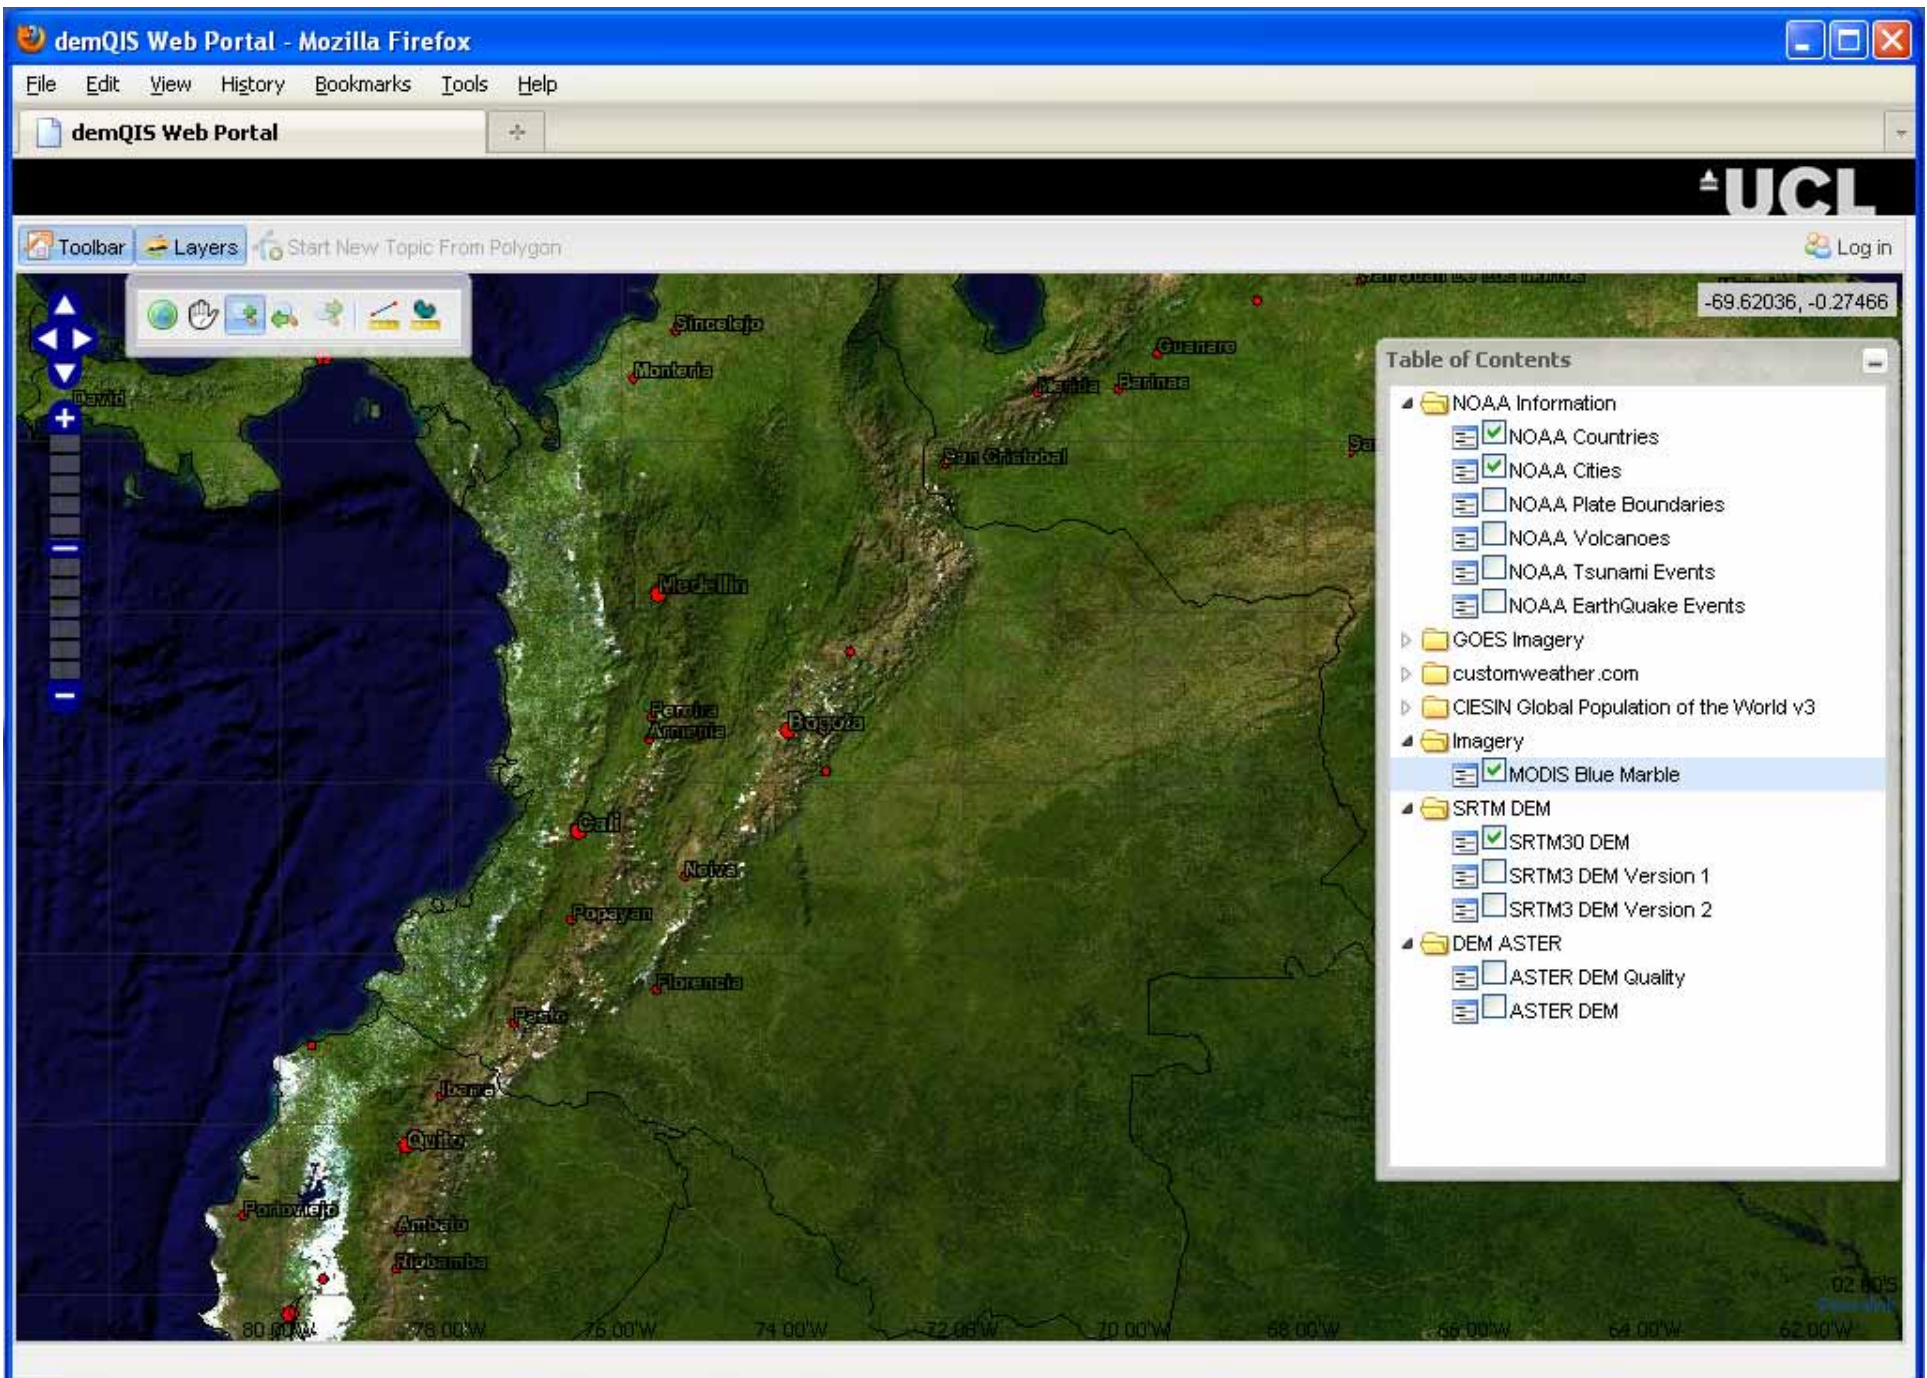 demQIS Web Portal - Mozilla Firefox
File Edit View History Bookmarks Tools Help
demQIS Web Portal
UCL
Toolbar Layers Start New Topic From Polygon Log in
-69.62036, -0.27466
Table of Contents
NOAA Information
NOAA Countries
NOAA Cities
NOAA Plate Boundaries
NOAA Volcanoes
NOAA Tsunami Events
NOAA EarthQuake Events
GOES Imagery
customweather.com
CIESIN Global Population of the World v3
Imagery
MODIS Blue Marble
SRTM DEM
SRTM30 DEM
SRTM3 DEM Version 1
SRTM3 DEM Version 2
DEM ASTER
ASTER DEM Quality
ASTER DEM
Sincelejo
Monteria
Guanare
Merida
Barinas
David
San Cristobal
Medellin
Pereira
Armenia
Bogota
Cali
Neiva
Popayan
Florencia
Pasto
Ibarra
Quito
Portoviejo
Ambato
Riobamba
80 00'W 78 00'W 76 00'W 74 00'W 72 00'W 70 00'W 68 00'W 66 00'W 64 00'W 62 00'W
02 00'S